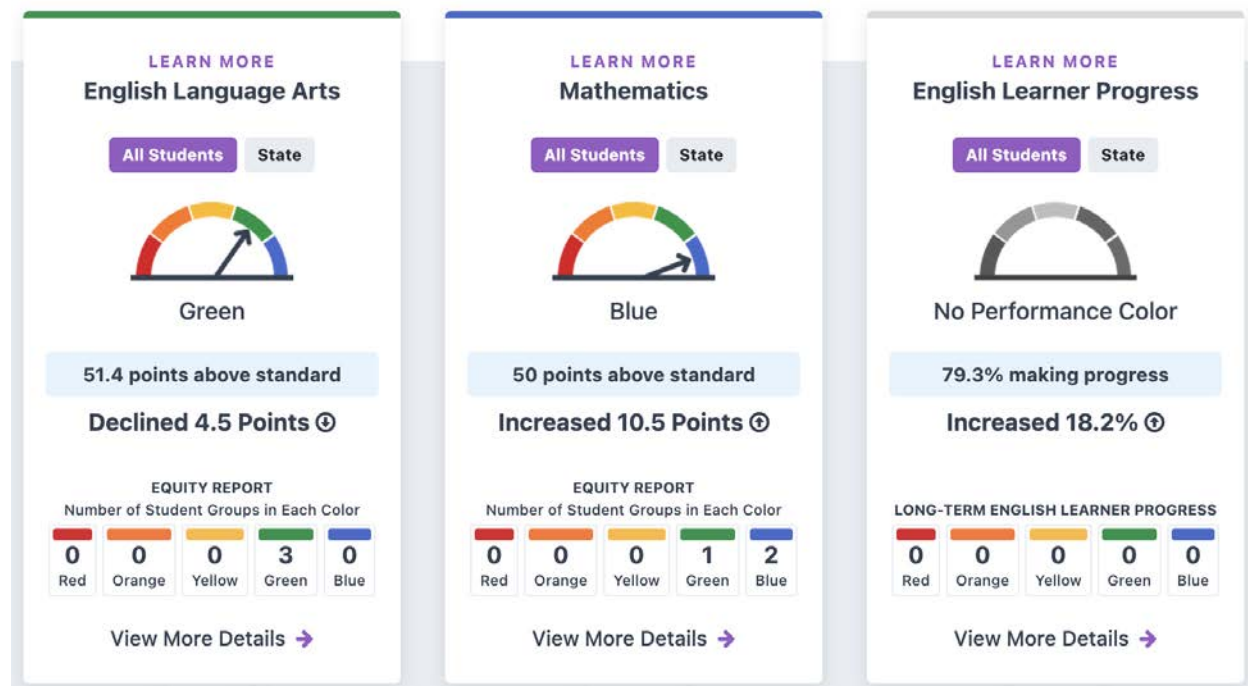 LEARN MORE
English Language Arts
All Students State
Green
51.4 points above standard
Declined 4.5 Points
EQUITY REPORT
Number of Student Groups in Each Color
0 0 0 3 0
Red Orange Yellow Green Blue
View More Details
LEARN MORE
Mathematics
All Students State
Blue
50 points above standard
Increased 10.5 Points
EQUITY REPORT
Number of Student Groups in Each Color
0 0 0 1 2
Red Orange Yellow Green Blue
View More Details
LEARN MORE
English Learner Progress
All Students State
No Performance Color
79.3% making progress
Increased 18.2%
LONG-TERM ENGLISH LEARNER PROGRESS
0 0 0 0 0
Red Orange Yellow Green Blue
View More Details